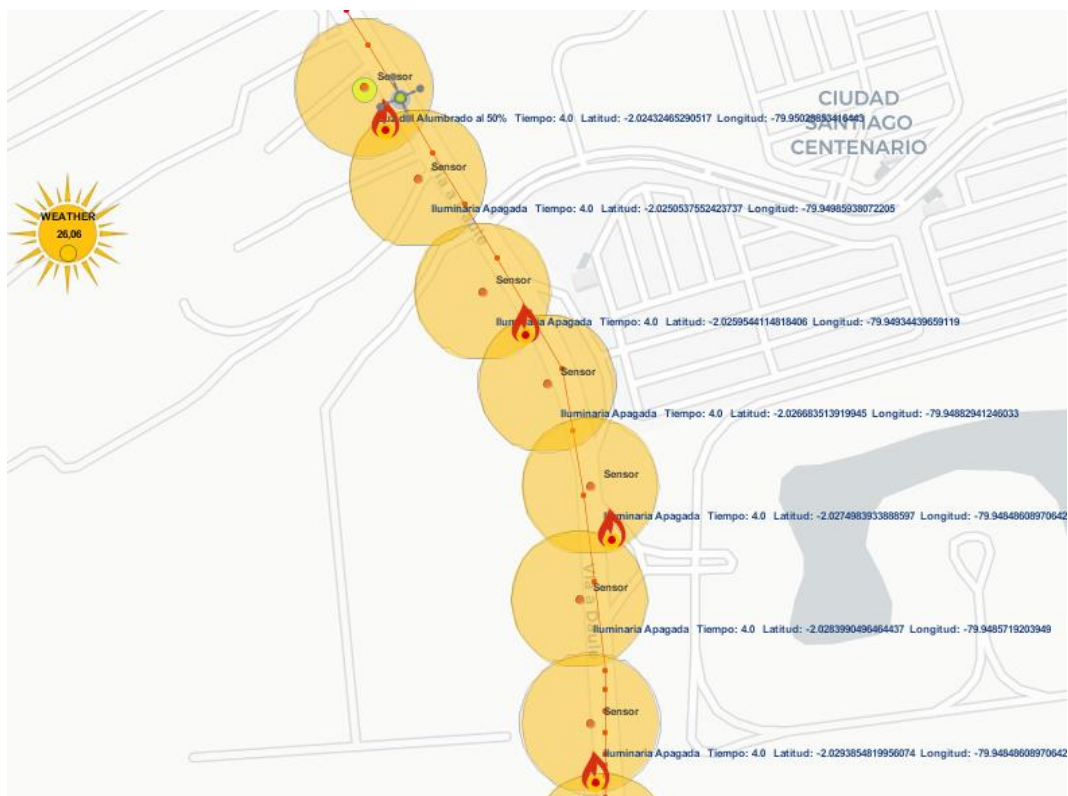 Sensor
Alumbrado al 50% Tiempo: 4.0 Latitud: -2.02432465290517 Longitud: -79.95028853416443
CIUDAD
SANTIAGO
CENTENARIO
Sensor
Iluminaria Apagada Tiempo: 4.0 Latitud: -2.0250537552423737 Longitud: -79.94985938072205
WEATHER
26,06
Sensor
Iluminaria Apagada Tiempo: 4.0 Latitud: -2.0259544114818406 Longitud: -79.94934439659119
Sensor
Iluminaria Apagada Tiempo: 4.0 Latitud: -2.026683513919945 Longitud: -79.94882941246033
Sensor
Iluminaria Apagada Tiempo: 4.0 Latitud: -2.0274983933888597 Longitud: -79.94848608970642
Vía a Daule
Sensor
Iluminaria Apagada Tiempo: 4.0 Latitud: -2.0283990496464437 Longitud: -79.9485719203949
Sensor
Iluminaria Apagada Tiempo: 4.0 Latitud: -2.0293854819956074 Longitud: -79.94848608970642